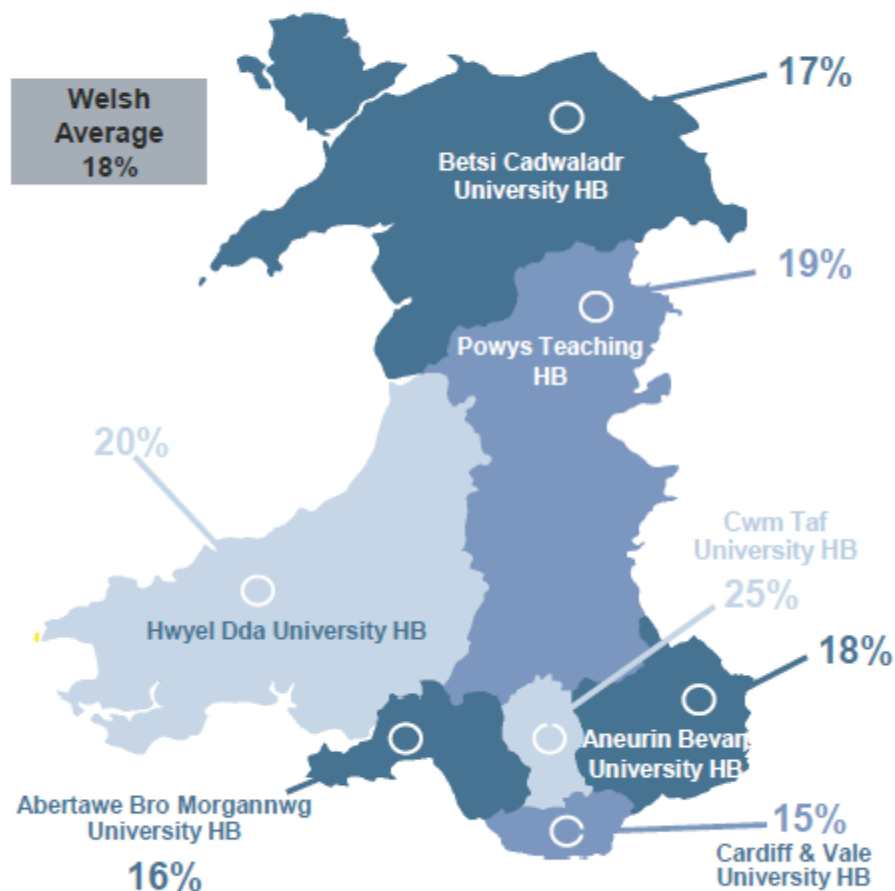 Welsh
Average
18%
17%
Betsi Cadwaladr
University HB
19%
Powys Teaching
HB
20%
Cwm Taf
University HB
25%
Hwyel Dda University HB
18%
Aneurin Bevan
University HB
Abertawe Bro Morgannwg
University HB
16%
15%
Cardiff & Vale
University HB